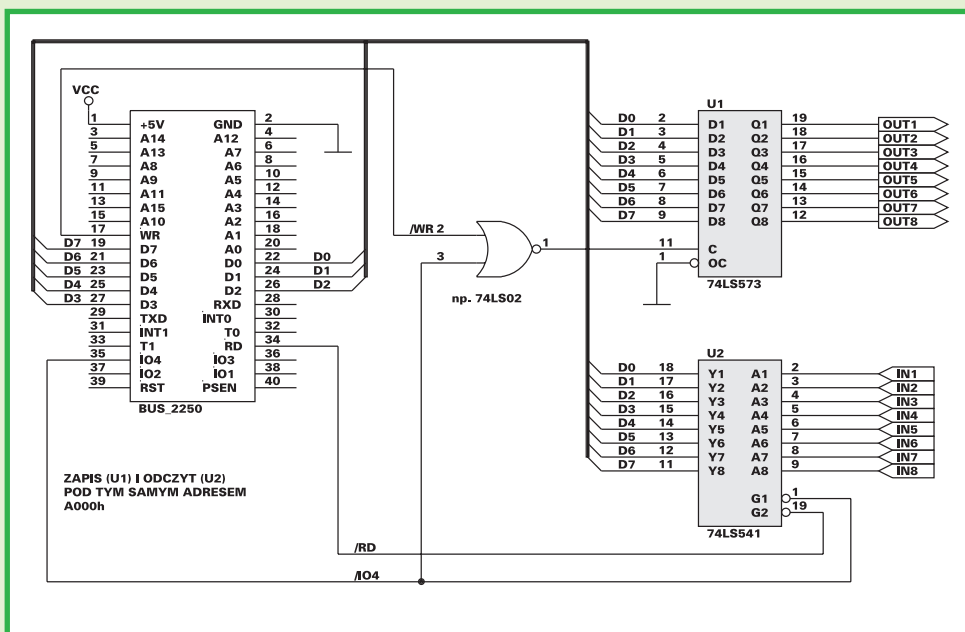 VCC
1 +5V GND 2
3 A14 A12 4
5 A13 A7 6
7 A8 A6 8
9 A9 A5 10
11 A11 A4 12
13 A15 A3 14
15 A10 A2 16
17 WR A1 18
D7 19 D7 A0 20
D6 21 D6 D0 22 D0
D5 23 D5 D1 24 D1
D4 25 D4 D2 26 D2
D3 27 D3 RXD 28
29 TXD INT0 30
31 INT1 T0 32
33 T1 RD 34
35 IO4 IO3 36
37 IO2 IO1 38
39 RST PSEN 40
BUS_2250
/WR 2
3
1
np. 74LS02
U1
D0 2 D1 Q1 19 OUT1
D1 3 D2 Q2 18 OUT2
D2 4 D3 Q3 17 OUT3
D3 5 D4 Q4 16 OUT4
D4 6 D5 Q5 15 OUT5
D5 7 D6 Q6 14 OUT6
D6 8 D7 Q7 13 OUT7
D7 9 D8 Q8 12 OUT8
11 C
1 OC
74LS573
U2
D0 18 Y1 A1 2 IN1
D1 17 Y2 A2 3 IN2
D2 16 Y3 A3 4 IN3
D3 15 Y4 A4 5 IN4
D4 14 Y5 A5 6 IN5
D5 13 Y6 A6 7 IN6
D6 12 Y7 A7 8 IN7
D7 11 Y8 A8 9 IN8
G1 1
G2 19
74LS541
ZAPIS (U1) I ODCZYT (U2)
POD TYM SAMYM ADRESEM
A000h
/RD
/IO4